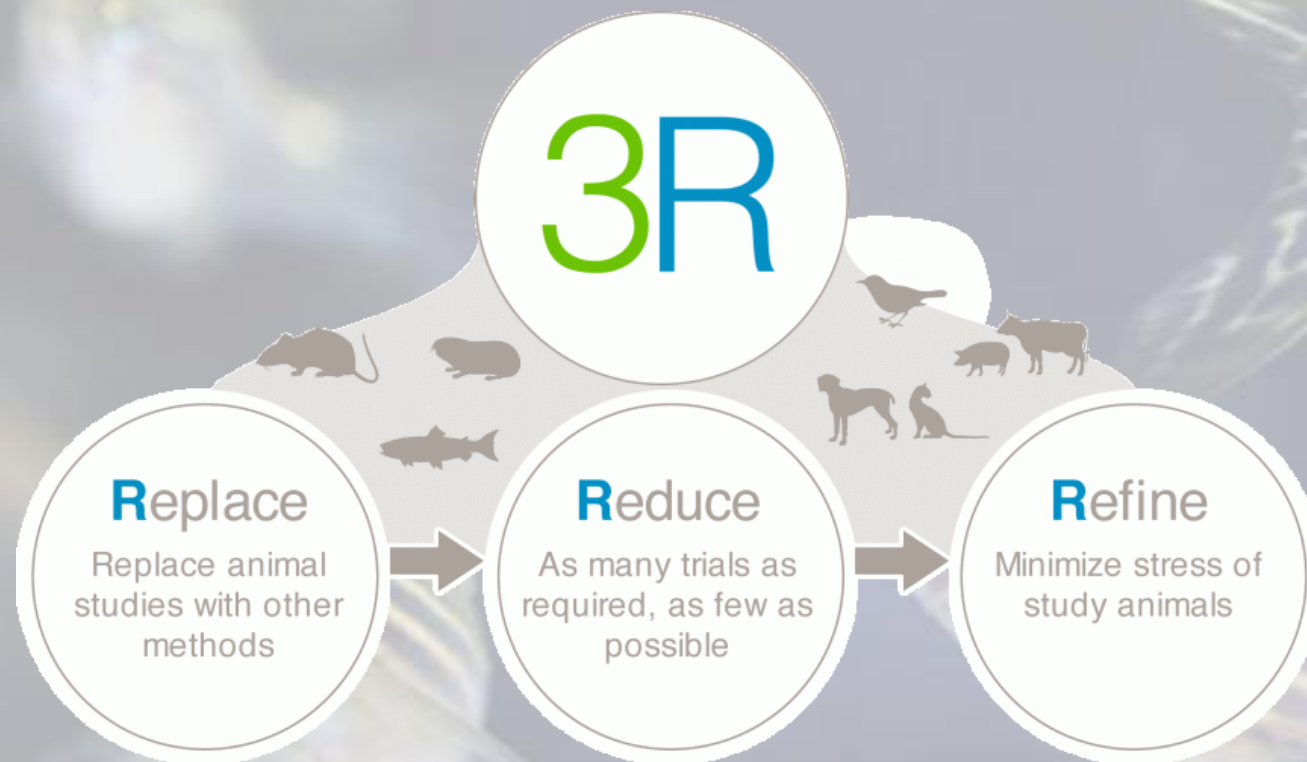 3R
Replace
Replace animal
studies with other
methods
Reduce
As many trials as
required, as few as
possible
Refine
Minimize stress of
study animals